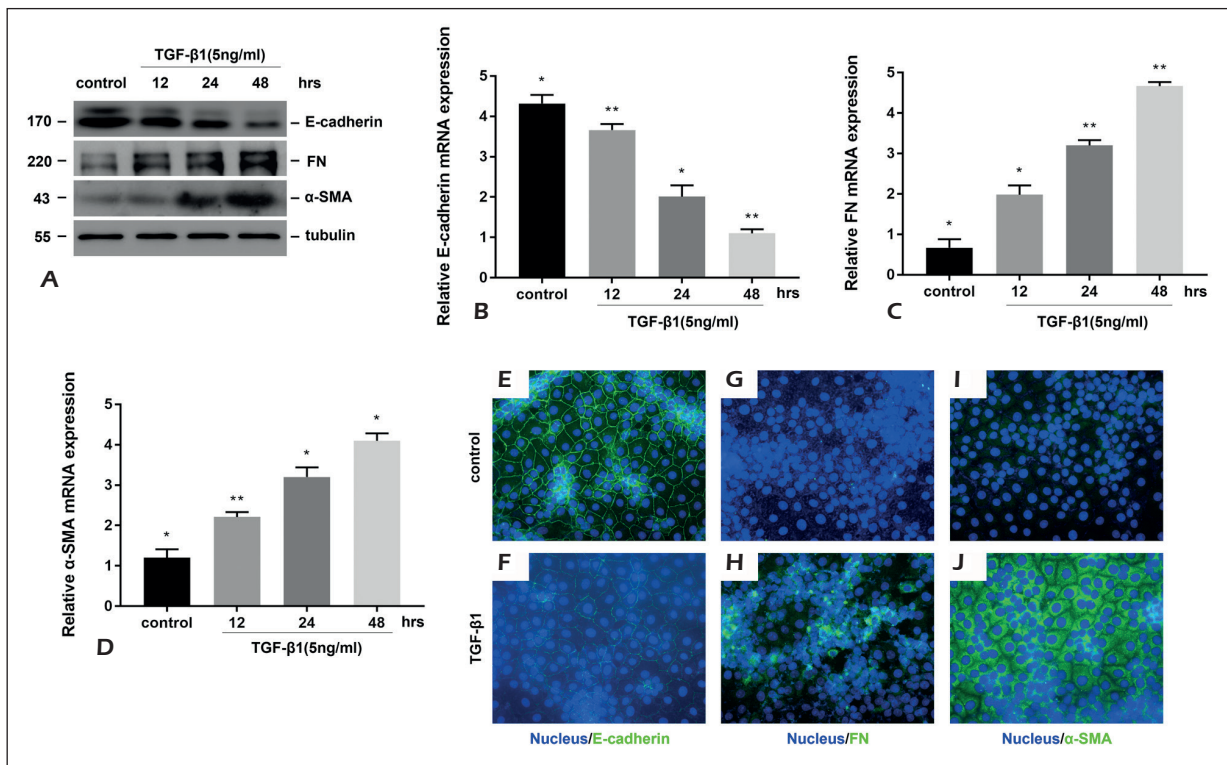 TGF-β1(5ng/ml)
control 12 24 48 hrs
170 E-cadherin
220 FN
43 α-SMA
55 tubulin
A
Relative E-cadherin mRNA expression
5
4
3
2
1
0
* ** * **
control 12 24 48 hrs
TGF-β1(5ng/ml)
B
Relative FN mRNA expression
5
4
3
2
1
0
* * ** **
control 12 24 48 hrs
TGF-β1(5ng/ml)
C
Relative α-SMA mRNA expression
5
4
3
2
1
0
* ** * *
control 12 24 48 hrs
TGF-β1(5ng/ml)
D
E G I
control
F H J
TGF-β1
Nucleus/E-cadherin Nucleus/FN Nucleus/α-SMA